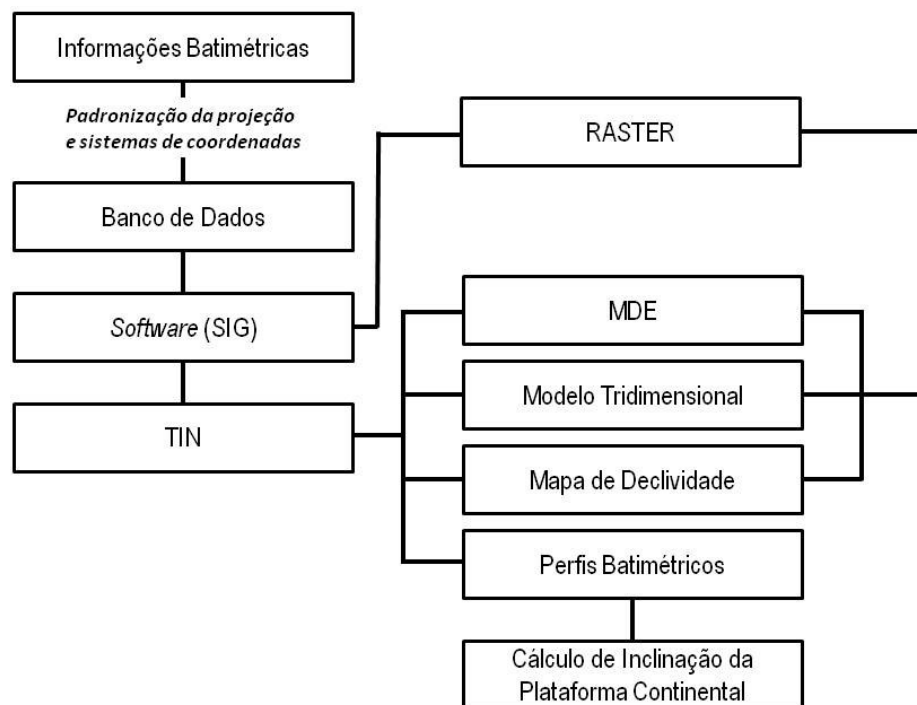 Informações Batimétricas
Padronização da projeção
e sistemas de coordenadas
Banco de Dados
Software (SIG)
TIN
RASTER
MDE
Modelo Tridimensional
Mapa de Declividade
Perfis Batimétricos
Cálculo de Inclinação da
Plataforma Continental